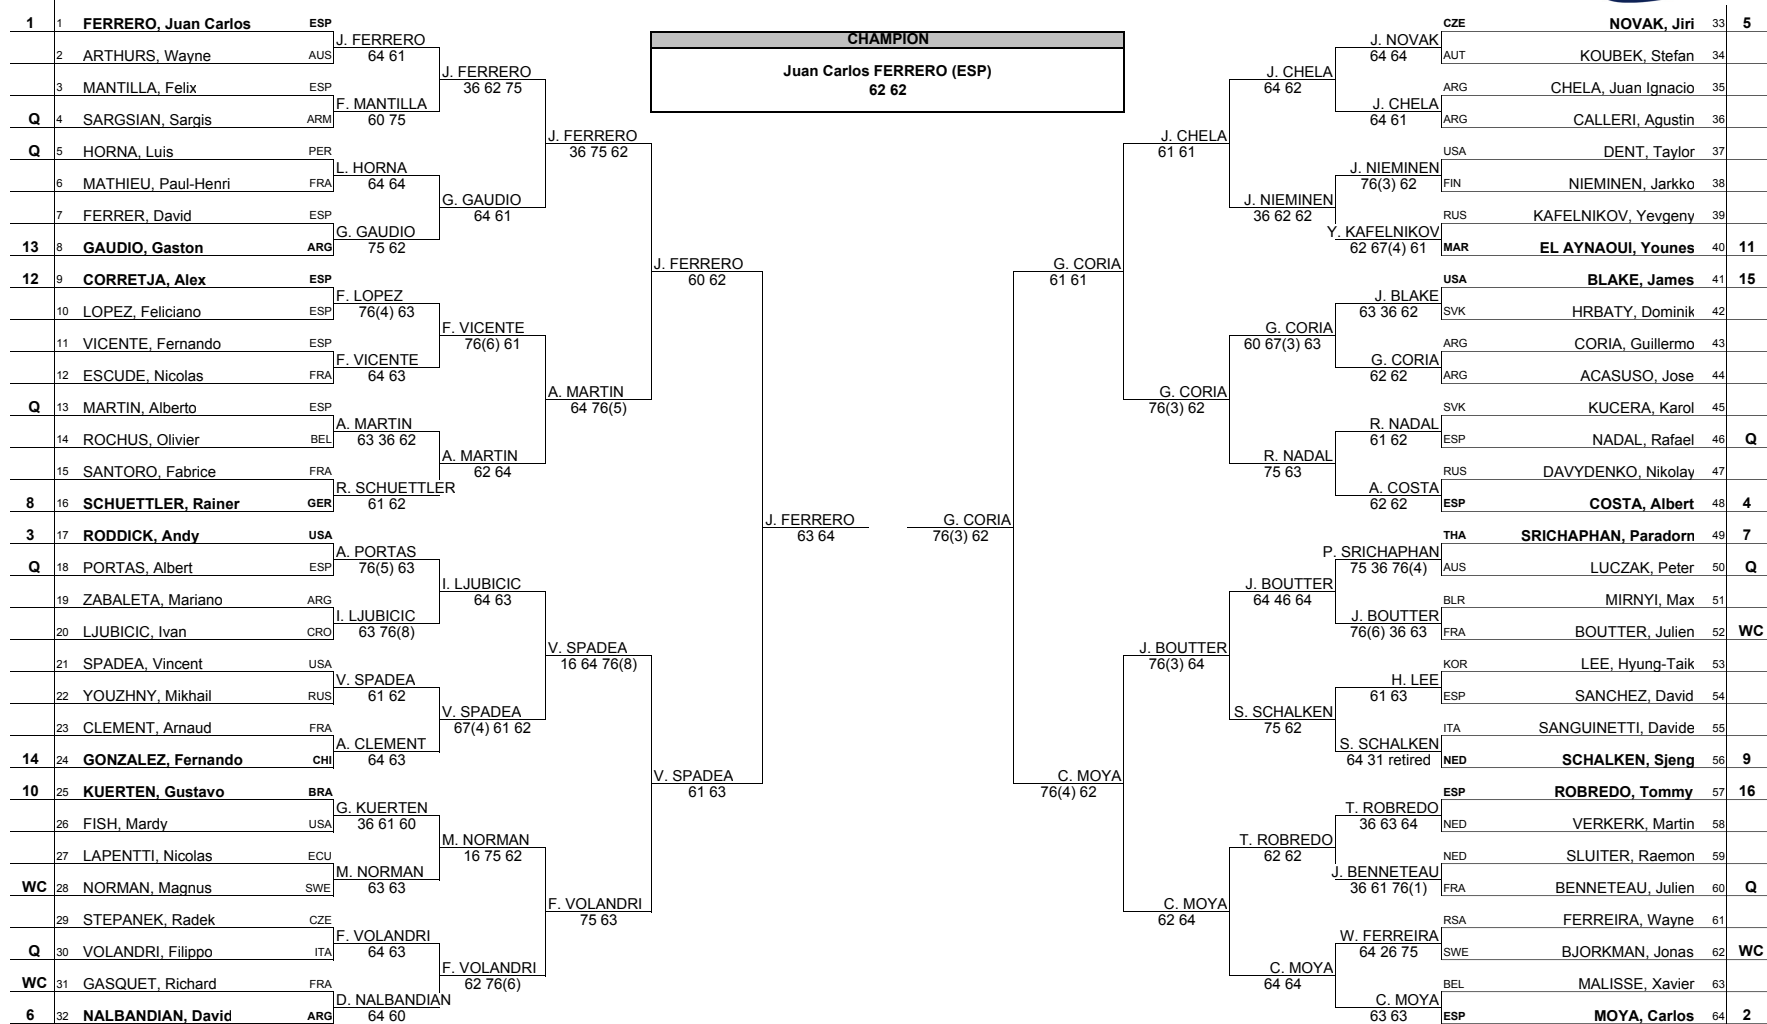 CHAMPION
Juan Carlos FERRERO (ESP)
62 62
1 1 FERRERO, Juan Carlos ESP
J. FERRERO
64 61
2 ARTHURS, Wayne AUS
J. FERRERO
36 62 75
3 MANTILLA, Felix ESP
F. MANTILLA
60 75
Q 4 SARGSIAN, Sargis ARM
J. FERRERO
36 75 62
Q 5 HORNA, Luis PER
L. HORNA
64 64
6 MATHIEU, Paul-Henri FRA
G. GAUDIO
64 61
7 FERRER, David ESP
G. GAUDIO
75 62
13 8 GAUDIO, Gaston ARG
J. FERRERO
60 62
12 9 CORRETJA, Alex ESP
F. LOPEZ
76(4) 63
10 LOPEZ, Feliciano ESP
F. VICENTE
76(6) 61
11 VICENTE, Fernando ESP
F. VICENTE
64 63
12 ESCUDE, Nicolas FRA
A. MARTIN
64 76(5)
Q 13 MARTIN, Alberto ESP
A. MARTIN
63 36 62
14 ROCHUS, Olivier BEL
A. MARTIN
62 64
15 SANTORO, Fabrice FRA
R. SCHUETTLER
61 62
8 16 SCHUETTLER, Rainer GER
J. FERRERO
63 64
3 17 RODDICK, Andy USA
A. PORTAS
76(5) 63
Q 18 PORTAS, Albert ESP
I. LJUBICIC
64 63
19 ZABALETA, Mariano ARG
I. LJUBICIC
63 76(8)
20 LJUBICIC, Ivan CRO
V. SPADEA
16 64 76(8)
21 SPADEA, Vincent USA
V. SPADEA
61 62
22 YOUZHNY, Mikhail RUS
V. SPADEA
67(4) 61 62
23 CLEMENT, Arnaud FRA
A. CLEMENT
64 63
14 24 GONZALEZ, Fernando CHI
V. SPADEA
61 63
10 25 KUERTEN, Gustavo BRA
G. KUERTEN
36 61 60
26 FISH, Mardy USA
M. NORMAN
16 75 62
27 LAPENTTI, Nicolas ECU
M. NORMAN
63 63
WC 28 NORMAN, Magnus SWE
F. VOLANDRI
75 63
29 STEPANEK, Radek CZE
F. VOLANDRI
64 63
Q 30 VOLANDRI, Filippo ITA
F. VOLANDRI
62 76(6)
WC 31 GASQUET, Richard FRA
D. NALBANDIAN
64 60
6 32 NALBANDIAN, David ARG
CZE NOVAK, Jiri 33 5
J. NOVAK
64 64
AUT KOUBEK, Stefan 34
J. CHELA
64 62
ARG CHELA, Juan Ignacio 35
J. CHELA
64 61
ARG CALLERI, Agustin 36
J. CHELA
61 61
USA DENT, Taylor 37
J. NIEMINEN
76(3) 62
FIN NIEMINEN, Jarkko 38
J. NIEMINEN
36 62 62
RUS KAFELNIKOV, Yevgeny 39
Y. KAFELNIKOV
62 67(4) 61
MAR EL AYNAOUI, Younes 40 11
G. CORIA
61 61
USA BLAKE, James 41 15
J. BLAKE
63 36 62
SVK HRBATY, Dominik 42
G. CORIA
60 67(3) 63
ARG CORIA, Guillermo 43
G. CORIA
62 62
ARG ACASUSO, Jose 44
G. CORIA
76(3) 62
SVK KUCERA, Karol 45
R. NADAL
61 62
ESP NADAL, Rafael 46 Q
R. NADAL
75 63
RUS DAVYDENKO, Nikolay 47
A. COSTA
62 62
ESP COSTA, Albert 48 4
G. CORIA
76(3) 62
THA SRICHAPHAN, Paradorn 49 7
P. SRICHAPHAN
75 36 76(4)
AUS LUCZAK, Peter 50 Q
J. BOUTTER
64 46 64
BLR MIRNYI, Max 51
J. BOUTTER
76(6) 36 63
FRA BOUTTER, Julien 52 WC
J. BOUTTER
76(3) 64
KOR LEE, Hyung-Taik 53
H. LEE
61 63
ESP SANCHEZ, David 54
S. SCHALKEN
75 62
ITA SANGUINETTI, Davide 55
S. SCHALKEN
64 31 retired
NED SCHALKEN, Sjeng 56 9
C. MOYA
76(4) 62
ESP ROBREDO, Tommy 57 16
T. ROBREDO
36 63 64
NED VERKERK, Martin 58
T. ROBREDO
62 62
NED SLUITER, Raemon 59
J. BENNETEAU
36 61 76(1)
FRA BENNETEAU, Julien 60 Q
C. MOYA
62 64
RSA FERREIRA, Wayne 61
W. FERREIRA
64 26 75
SWE BJORKMAN, Jonas 62 WC
C. MOYA
64 64
BEL MALISSE, Xavier 63
C. MOYA
63 63
ESP MOYA, Carlos 64 2